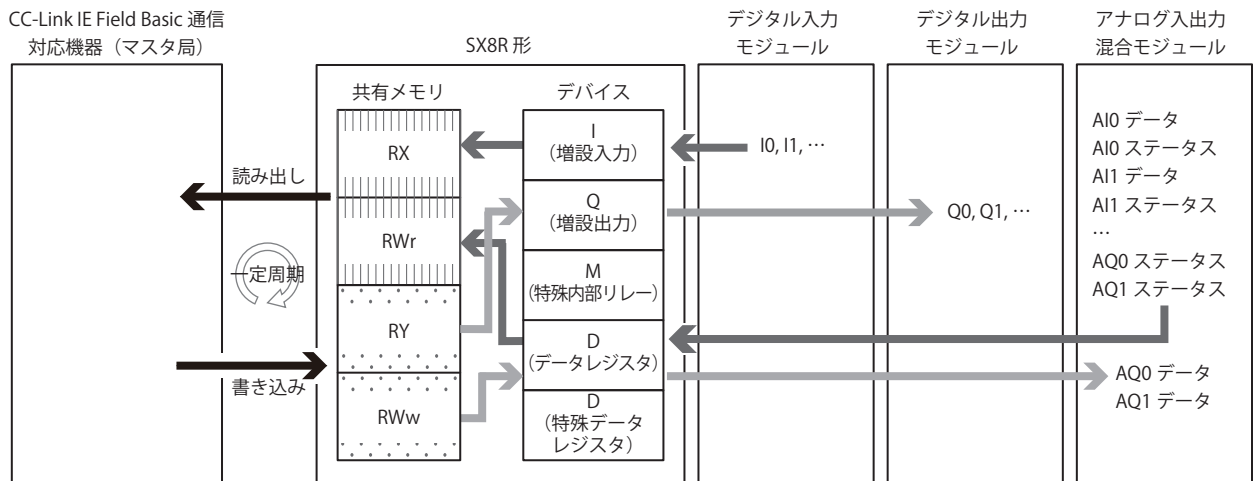 CC-Link IE Field Basic 通信
対応機器（マスタ局）
SX8R 形
デジタル入力
モジュール
デジタル出力
モジュール
アナログ入出力
混合モジュール
共有メモリ
デバイス
RX
RWr
RY
RWw
I
（増設入力）
Q
（増設出力）
M
（特殊内部リレー）
D
（データレジスタ）
D
（特殊データ
レジスタ）
読み出し
一定周期
書き込み
I0, I1, …
Q0, Q1, …
AI0 データ
AI0 ステータス
AI1 データ
AI1 ステータス
…
AQ0 ステータス
AQ1 ステータス
AQ0 データ
AQ1 データ